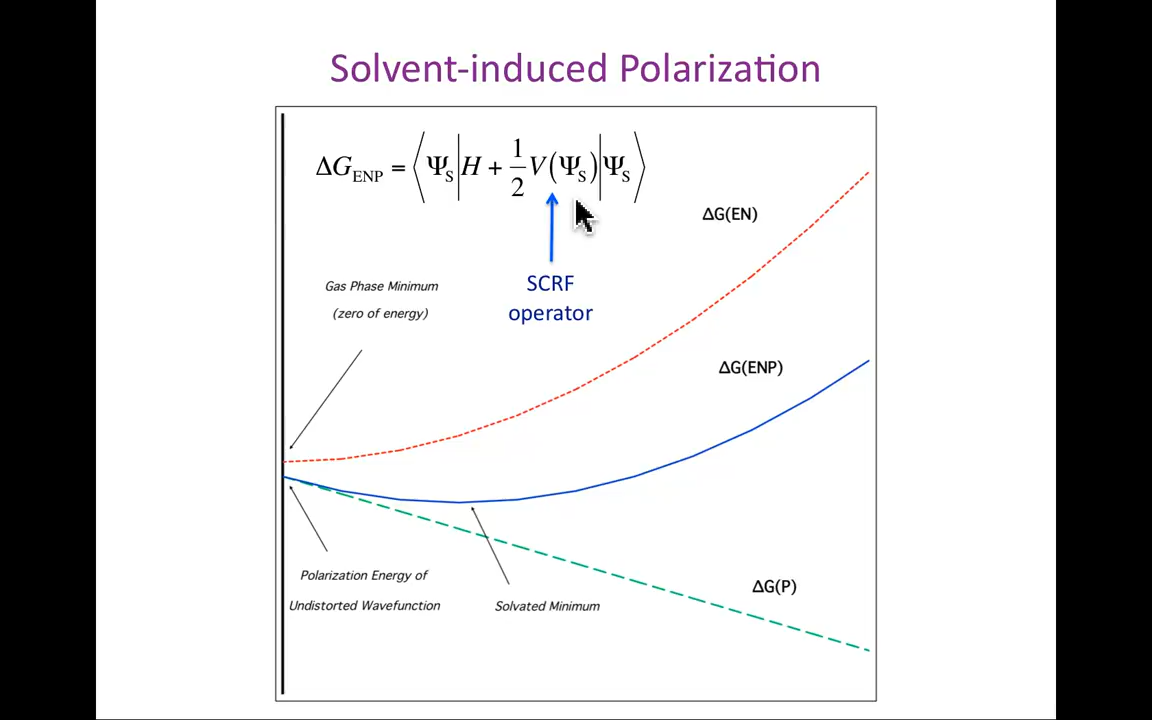 Solvent-induced Polarization
ΔG_ENP = ⟨Ψ_S|H + 1/2 V(Ψ_S)|Ψ_S⟩
ΔG(EN)
Gas Phase Minimum
(zero of energy)
SCRF
operator
ΔG(ENP)
Polarization Energy of
Undistorted Wavefunction
Solvated Minimum
ΔG(P)